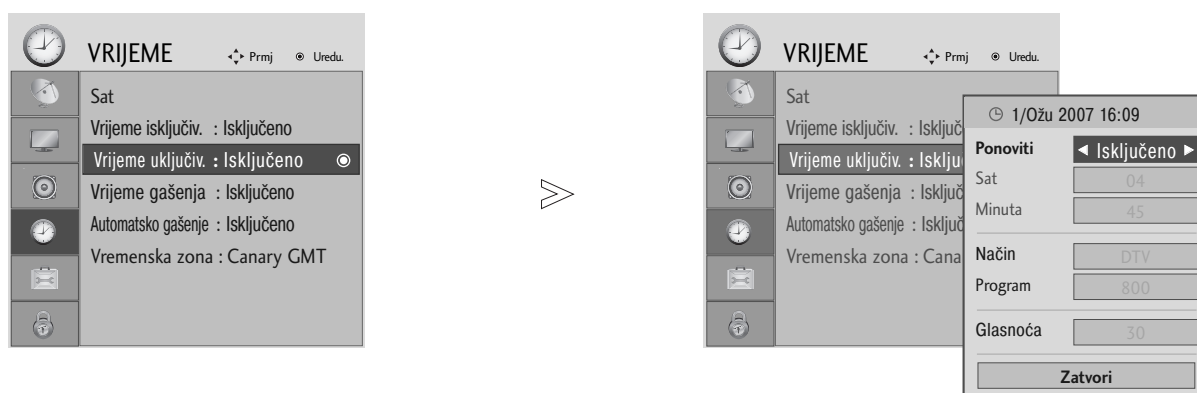 VRIJEME Prmj Uredu.
Sat
Vrijeme isključiv. : Isključeno
Vrijeme uključiv. : Isključeno
Vrijeme gašenja : Isključeno
Automatsko gašenje : Isključeno
Vremenska zona : Canary GMT
VRIJEME Prmj Uredu.
Sat
Vrijeme isključiv. : Isključ
Vrijeme uključiv. : Isklju
Vrijeme gašenja : Isključ
Automatsko gašenje : Isključ
Vremenska zona : Cana
1/Ožu 2007 16:09
Ponoviti ◄ Isključeno ►
Sat 04
Minuta 45
Način DTV
Program 800
Glasnoća 30
Zatvori